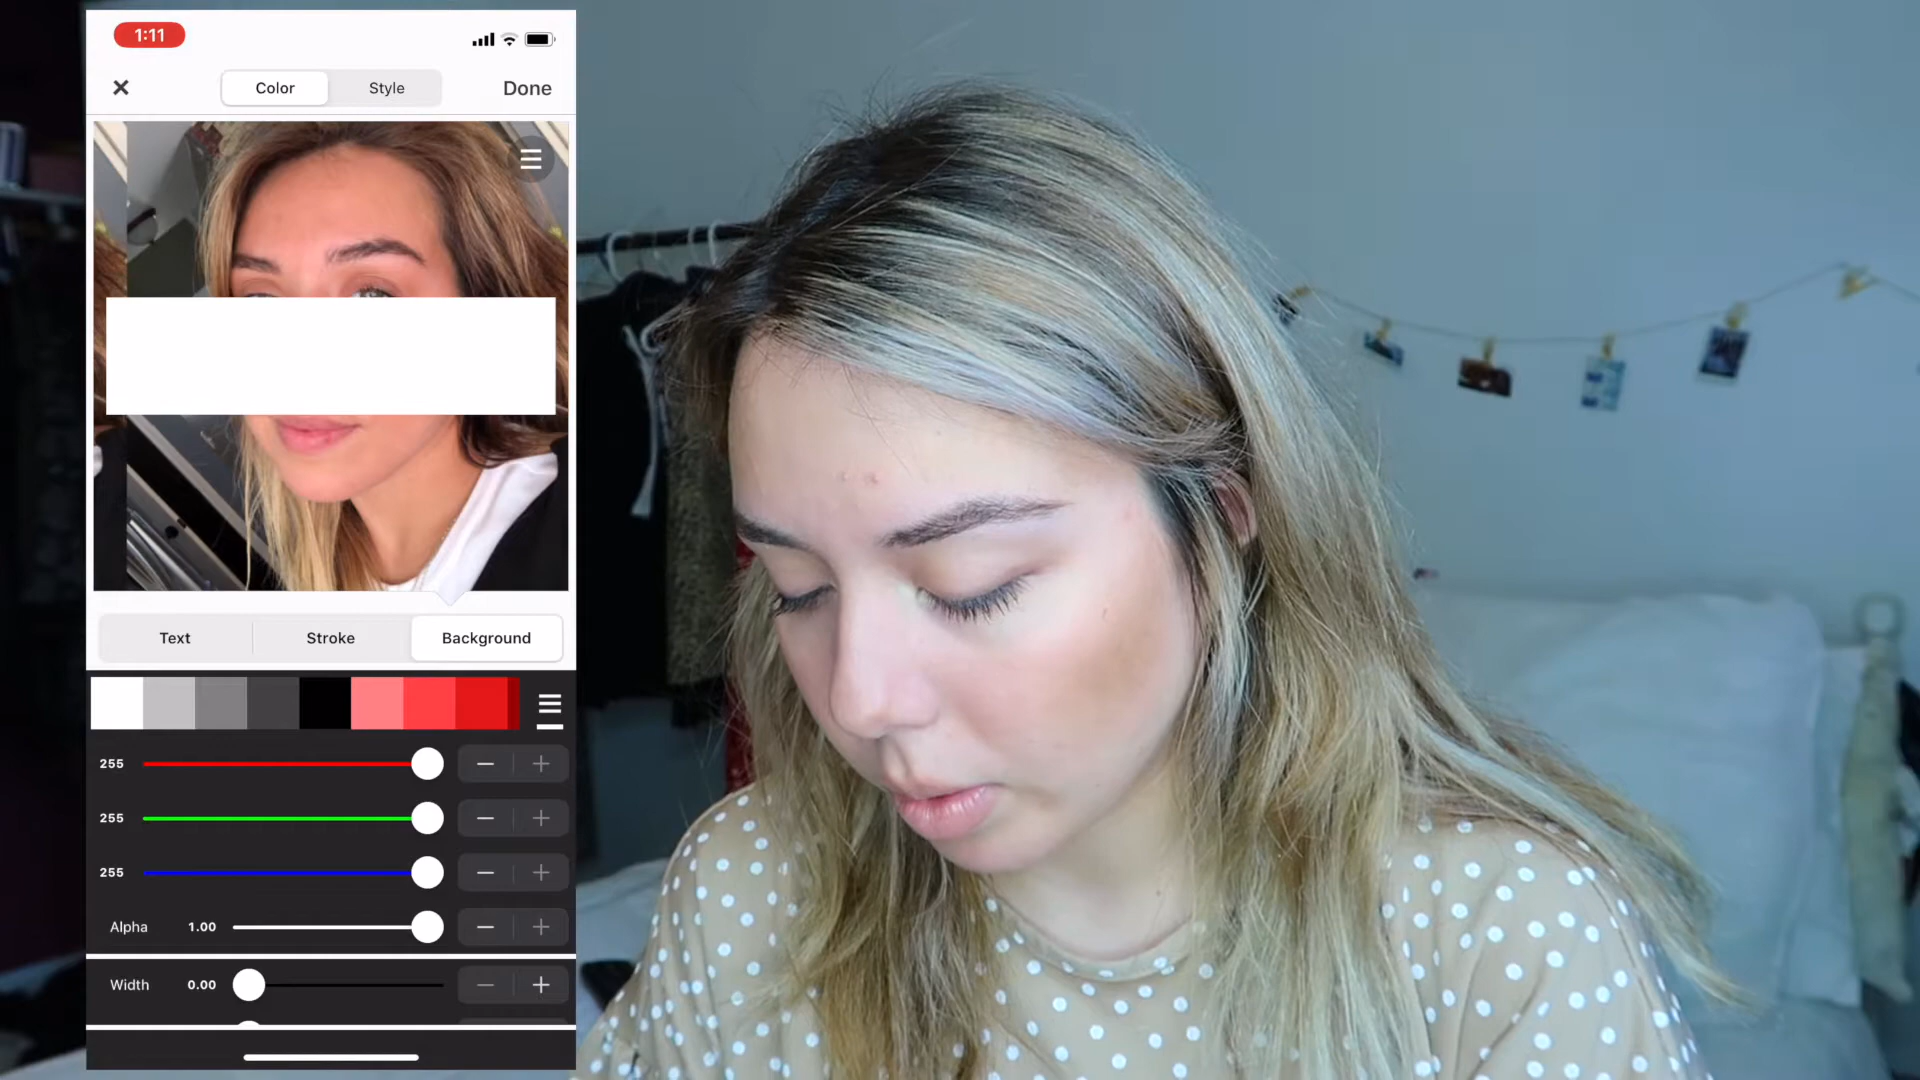 1:11
Color Style Done
Text Stroke Background
255
255
255
Alpha 1.00
Width 0.00